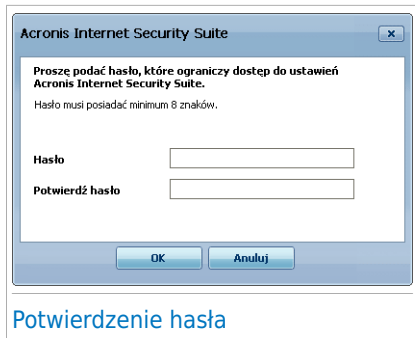 Acronis Internet Security Suite
Proszę podać hasło, które ograniczy dostęp do ustawień
Acronis Internet Security Suite.
Hasło musi posiadać minimum 8 znaków.
Hasło
Potwierdź hasło
OK Anuluj
Potwierdzenie hasła